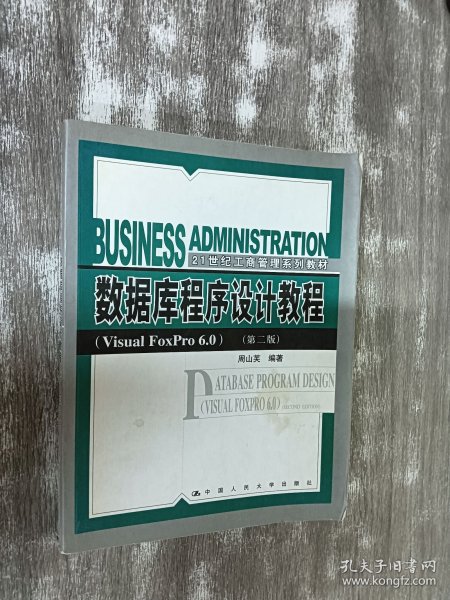 BUSINESS ADMINISTRATION
21世纪工商管理系列教材
数据库程序设计教程
(Visual FoxPro 6.0) (第二版)
周山芙 编著
DATABASE PROGRAM DESIGN
(VISUAL FOXPRO 6.0) (SECOND EDITION)
中国人民大学出版社
孔夫子旧书网
www.kongfz.com